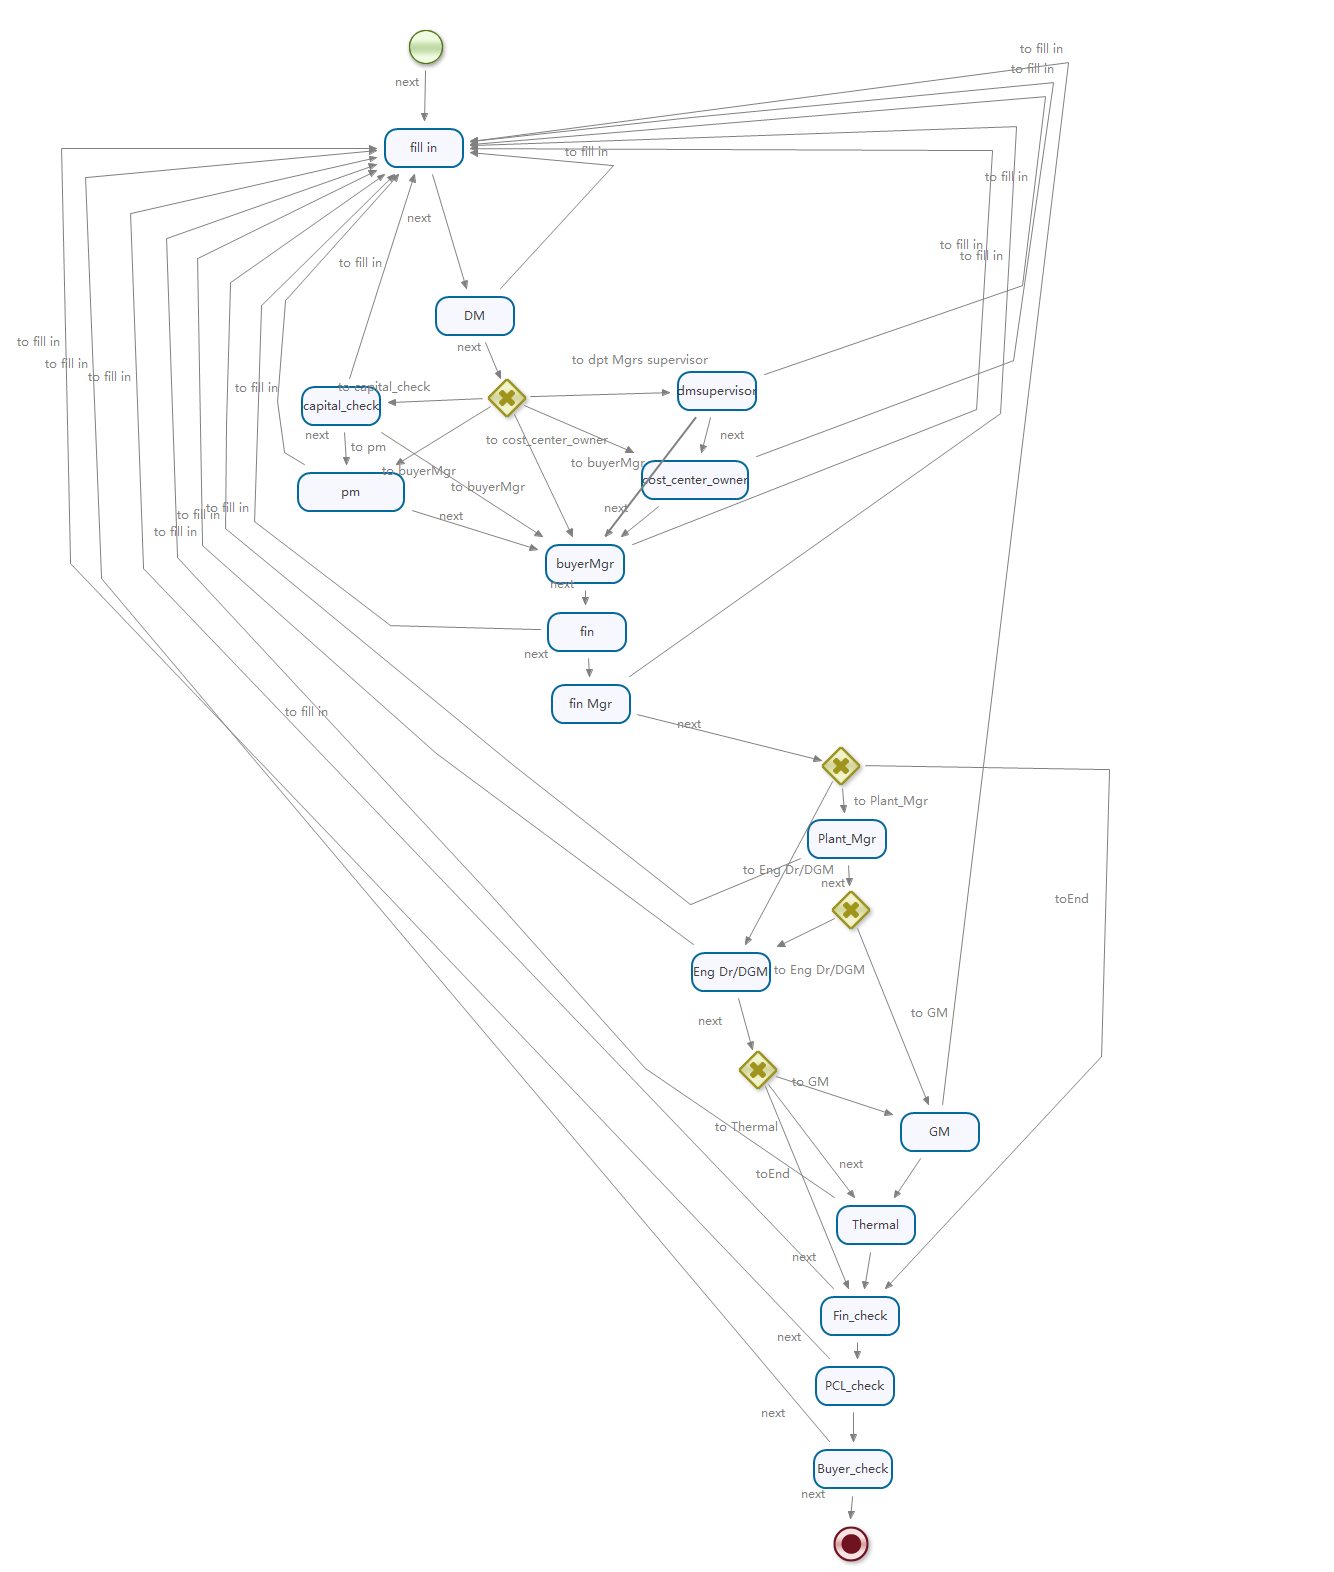 to fill in
to fill in
next
fill in
to fill in
to fill in
next
to fill in
to fill in
to fill in
DM
to fill in
next
to dpt Mgrs supervisor
to fill in
to fill in
to fill in
to capital_check
dmsupervisor
capital_check
next
next
to cost_center_owner
to pm
to buyerMgr
to buyerMgr
cost_center_owner
to buyerMgr
pm
to fill in
next
to fill in
next
to fill in
buyerMgr
next
fin
next
fin Mgr
to fill in
next
to Plant_Mgr
Plant_Mgr
to Eng Dr/DGM
next
toEnd
Eng Dr/DGM
to Eng Dr/DGM
to GM
next
to GM
to Thermal
GM
next
toEnd
Thermal
next
Fin_check
next
PCL_check
next
Buyer_check
next